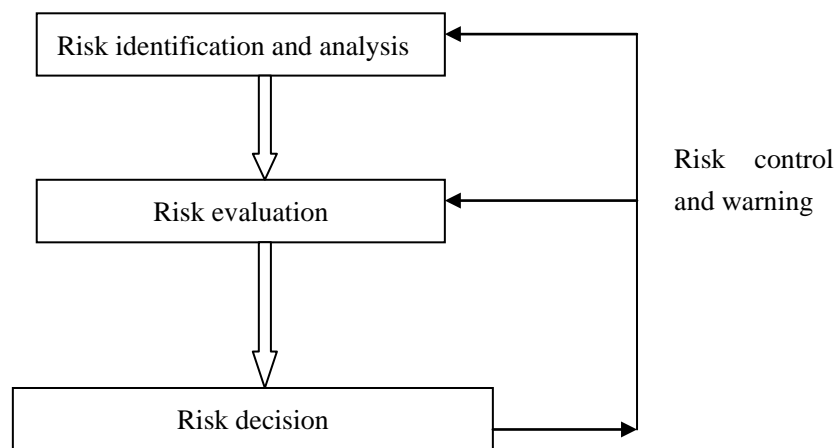 Risk identification and analysis
Risk evaluation
Risk control
and warning
Risk decision